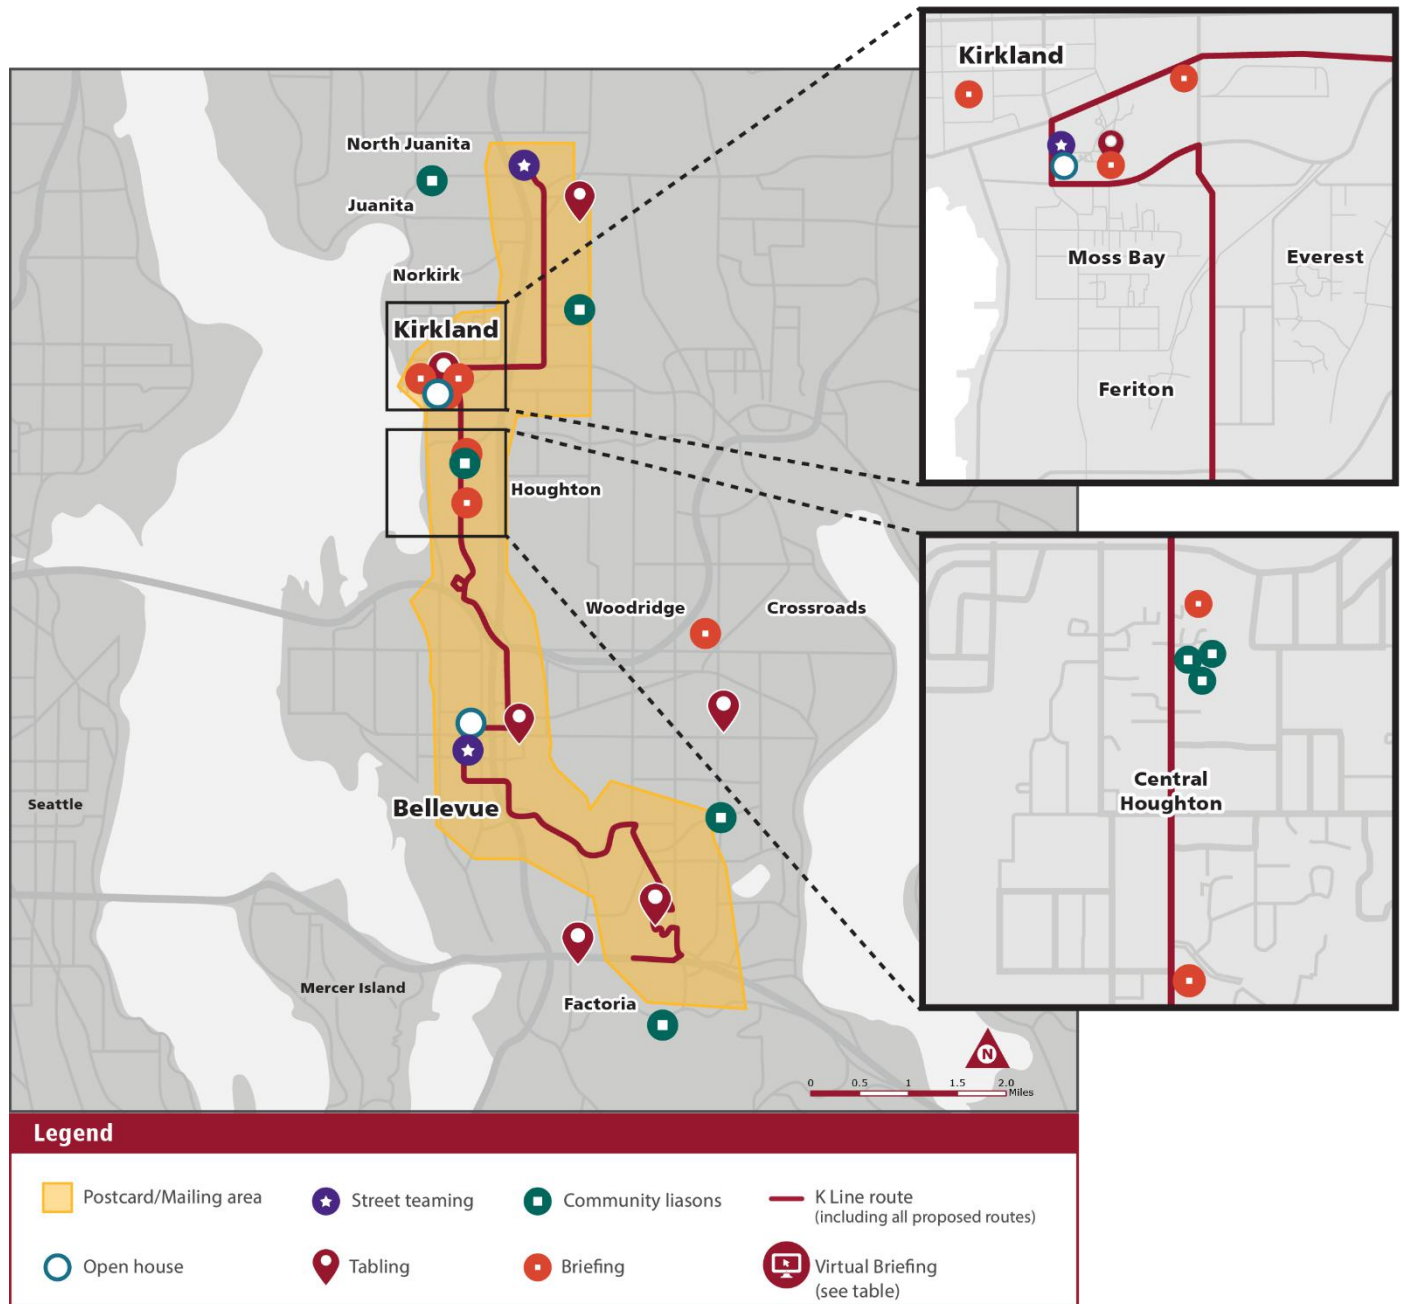 Kirkland
Moss Bay
Everest
Feriton
North Juanita
Juanita
Norkirk
Kirkland
Houghton
Woodridge
Crossroads
Central
Houghton
Seattle
Bellevue
Mercer Island
Factoria
N
0 0.5 1 1.5 2.0
Miles
Legend
Postcard/Mailing area
Street teaming
Community liasons
K Line route
(including all proposed routes)
Open house
Tabling
Briefing
Virtual Briefing
(see table)